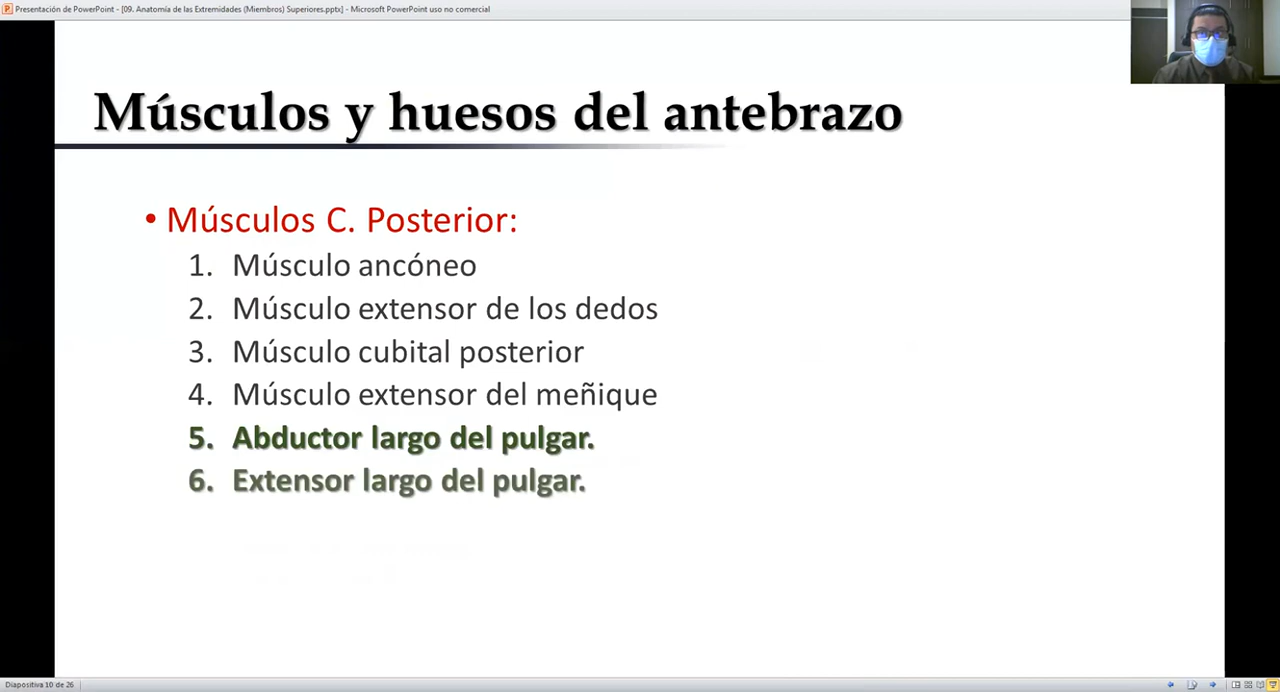 Presentación de PowerPoint - [09. Anatomía de las Extremidades (Miembros) Superiores.pptx] - Microsoft PowerPoint uso no comercial
Músculos y huesos del antebrazo
• Músculos C. Posterior:
1. Músculo ancóneo
2. Músculo extensor de los dedos
3. Músculo cubital posterior
4. Músculo extensor del meñique
5. Abductor largo del pulgar.
6. Extensor largo del pulgar.
Diapositiva 10 de 26